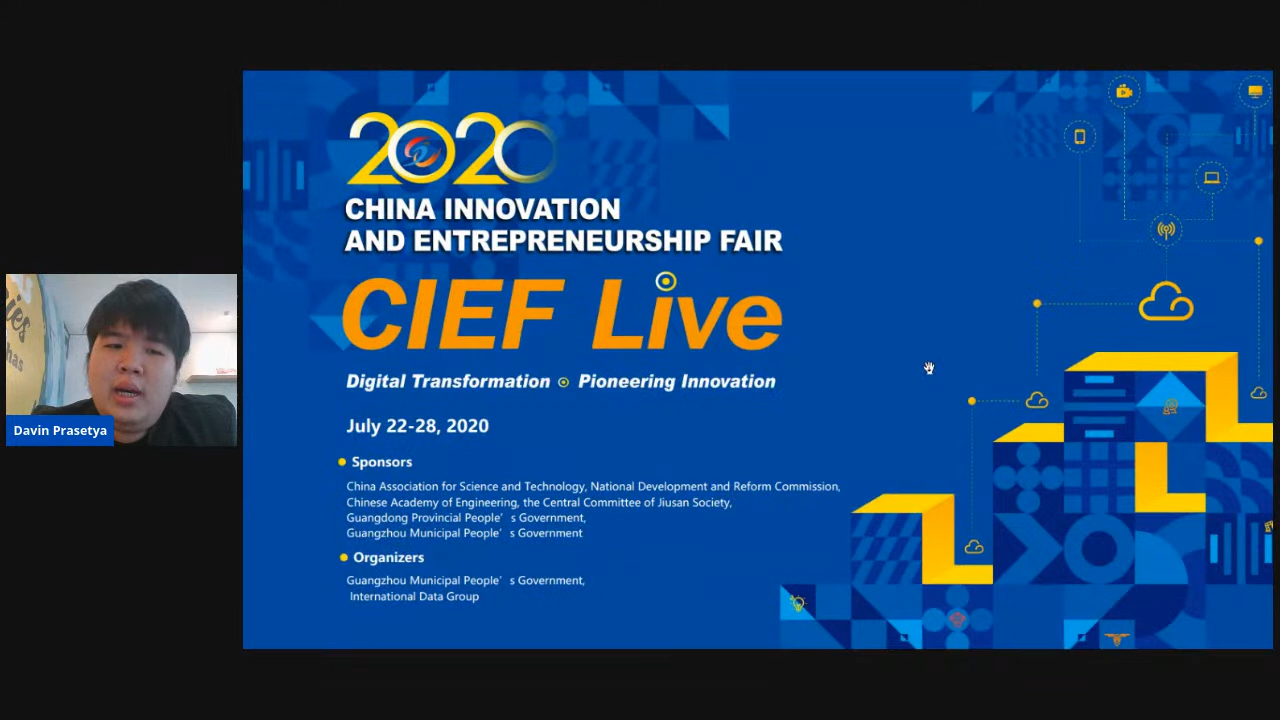 2020
CHINA INNOVATION
AND ENTREPRENEURSHIP FAIR
CIEF Live
Digital Transformation Pioneering Innovation
July 22-28, 2020
Sponsors
China Association for Science and Technology, National Development and Reform Commission,
Chinese Academy of Engineering, the Central Committee of Jiusan Society,
Guangdong Provincial People’ s Government,
Guangzhou Municipal People’ s Government
Organizers
Guangzhou Municipal People’ s Government,
International Data Group
ies
has
Davin Prasetya